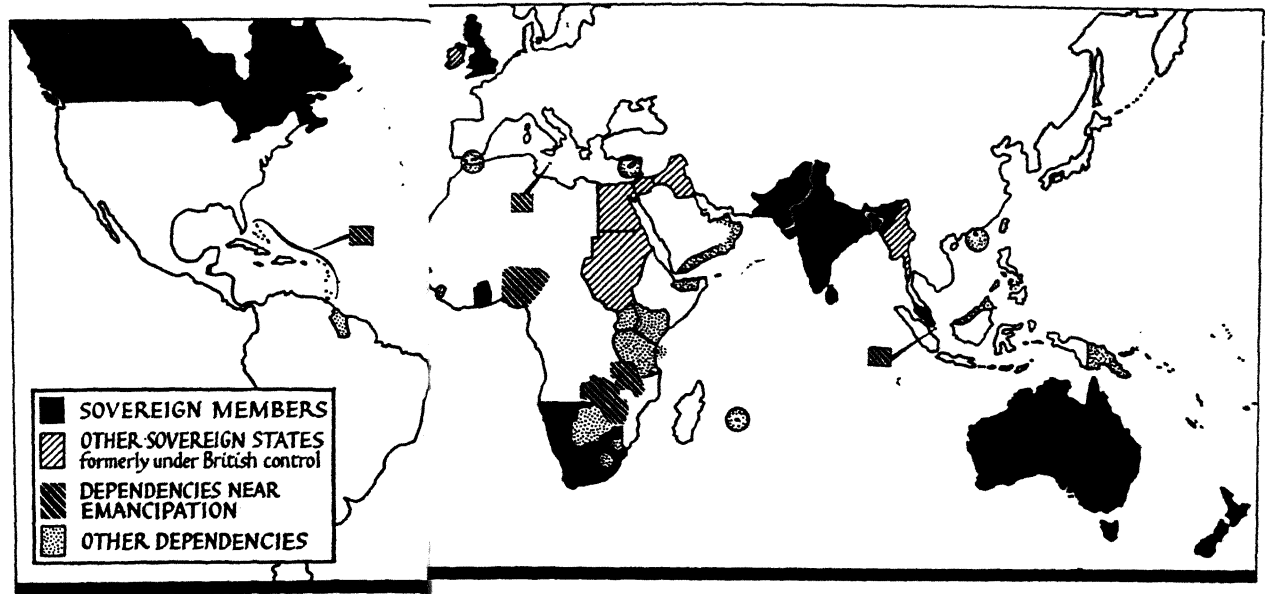 SOVEREIGN MEMBERS
OTHER SOVEREIGN STATES
formerly under British control
DEPENDENCIES NEAR
EMANCIPATION
OTHER DEPENDENCIES